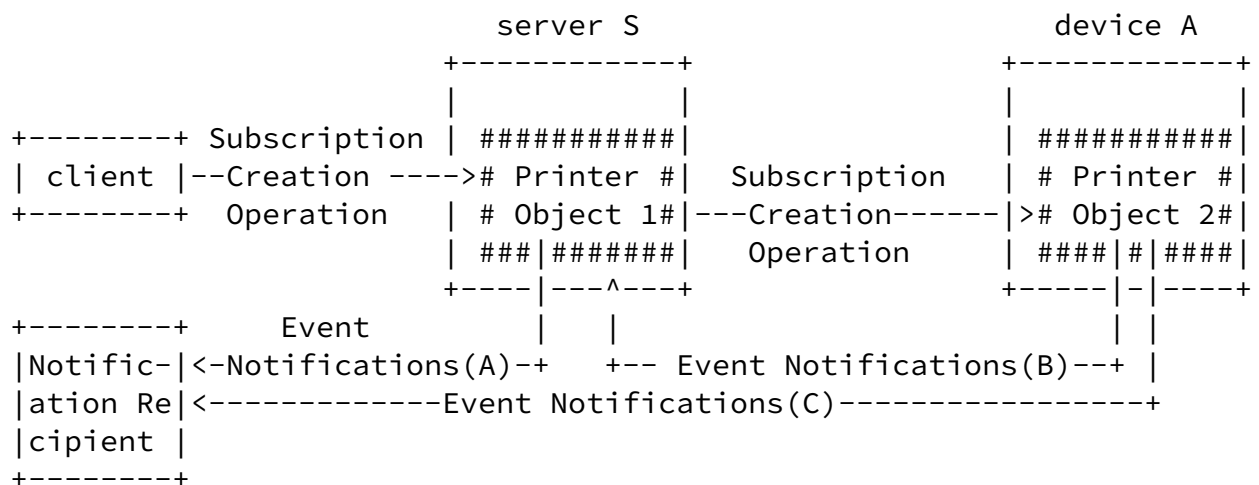 server S                       device A
                        +------------+                 +------------+
                        |            |                 |            |
+--------+ Subscription | ###########|                 | ###########|
| client |--Creation ----># Printer #|  Subscription   | # Printer #|
+--------+  Operation   | # Object 1#|---Creation------|># Object 2#|
                        | ###|#######|   Operation     | ####|#|####|
                        +----|---^---+                 +-----|-|----+
+--------+     Event         |   |                           | |
|Notific-|<-Notifications(A)-+   +-- Event Notifications(B)--+ |
|ation Re|<-------------Event Notifications(C)-----------------+
|cipient |
+--------+